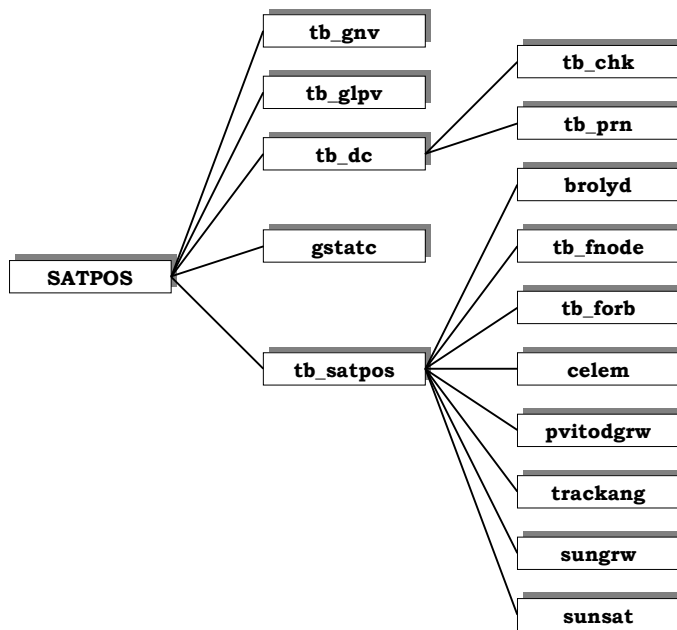 tb_gnv
tb_chk
tb_glpv
tb_prn
tb_dc
brolyd
gstatc
tb_fnode
SATPOS
tb_forb
tb_satpos
celem
pvitodgrw
trackang
sungrw
sunsat